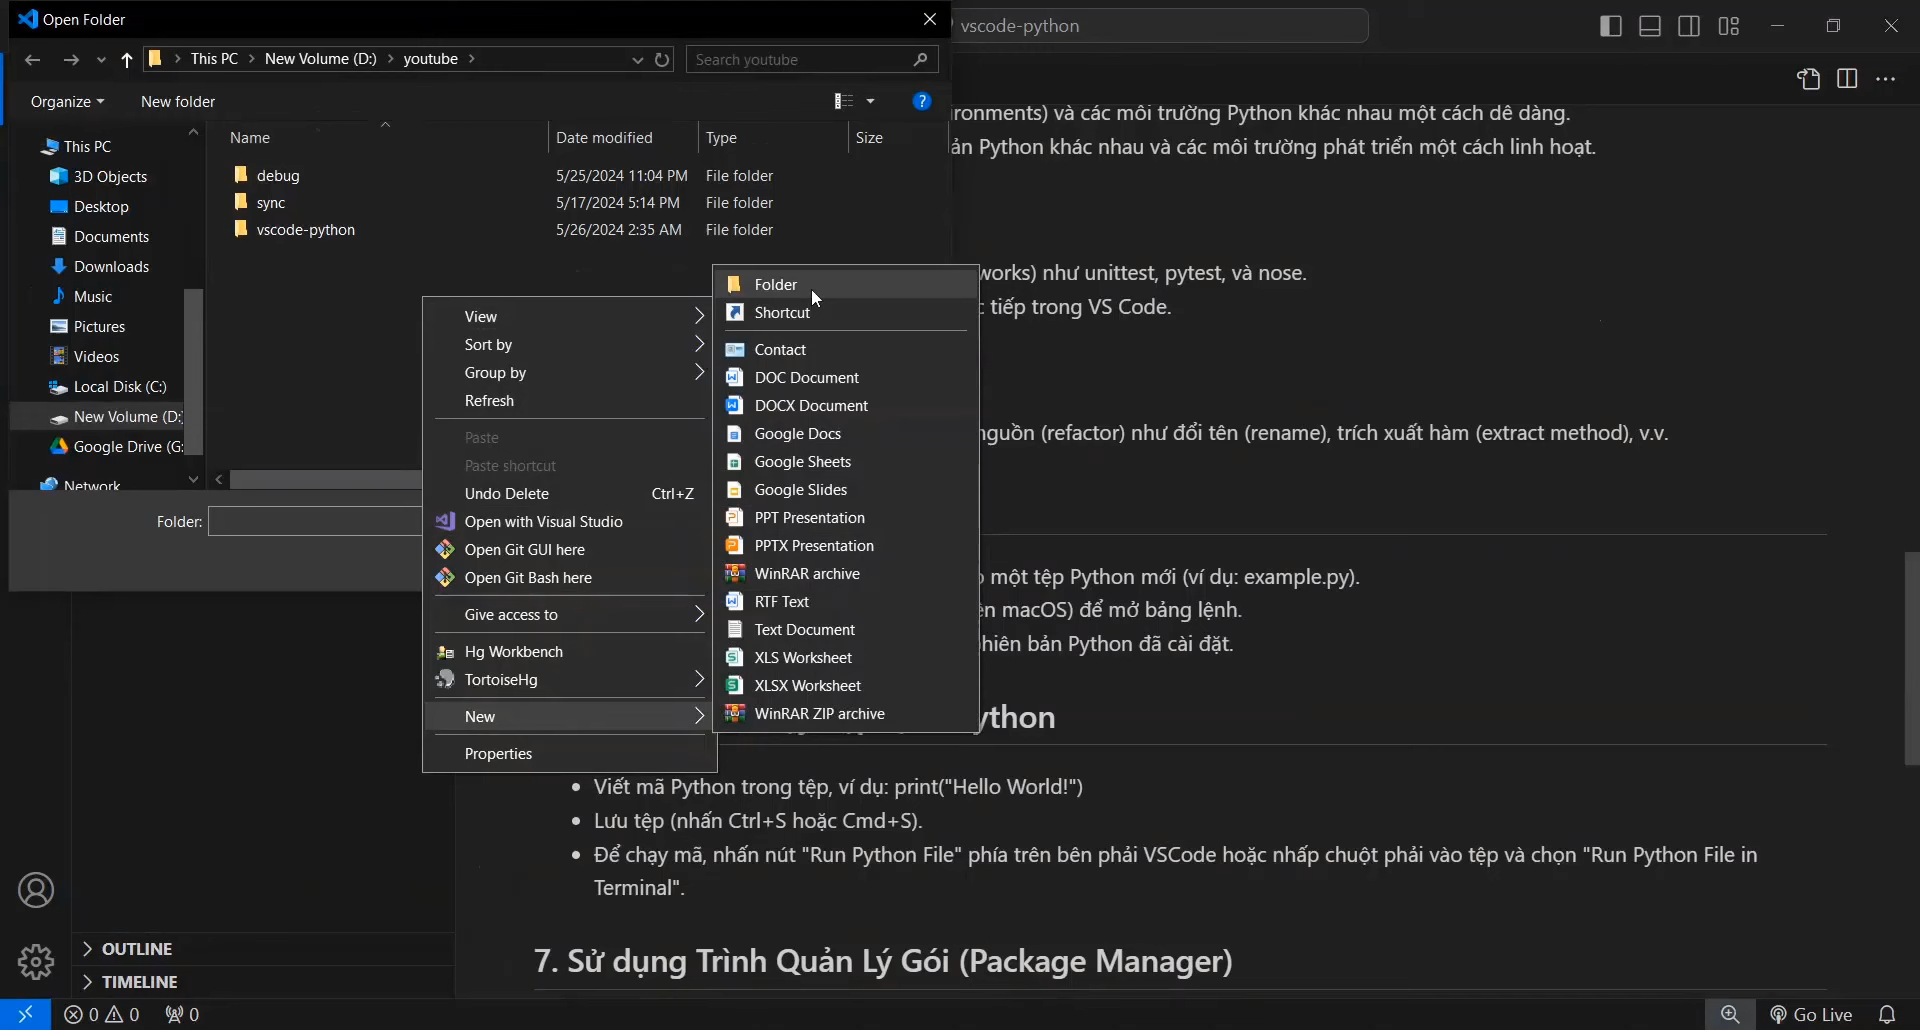 Open Folder
vscode-python
This PC > New Volume (D:) > youtube >
Search youtube
Organize
New folder
Name
Date modified
Type
Size
This PC
3D Objects
Desktop
Documents
Downloads
Music
Pictures
Videos
Local Disk (C:)
New Volume (D:
Google Drive (G:
Network
debug 5/25/2024 11:04 PM File folder
sync 5/17/2024 5:14 PM File folder
vscode-python 5/26/2024 2:35 AM File folder
Folder:
View
Sort by
Group by
Refresh
Paste
Paste shortcut
Undo Delete Ctrl+Z
Open with Visual Studio
Open Git GUI here
Open Git Bash here
Give access to
Hg Workbench
TortoiseHg
New
Properties
Folder
Shortcut
Contact
DOC Document
DOCX Document
Google Docs
Google Sheets
Google Slides
PPT Presentation
PPTX Presentation
WinRAR archive
RTF Text
Text Document
XLS Worksheet
XLSX Worksheet
WinRAR ZIP archive
ironments) và các môi trường Python khác nhau một cách dễ dàng.
ản Python khác nhau và các môi trường phát triển một cách linh hoạt.
works) như unittest, pytest, và nose.
c tiếp trong VS Code.
nguồn (refactor) như đổi tên (rename), trích xuất hàm (extract method), v.v.
một tệp Python mới (ví dụ: example.py).
ên macOS) để mở bảng lệnh.
hiên bản Python đã cài đặt.
ython
• Viết mã Python trong tệp, ví dụ: print("Hello World!")
• Lưu tệp (nhấn Ctrl+S hoặc Cmd+S).
• Để chạy mã, nhấn nút "Run Python File" phía trên bên phải VSCode hoặc nhấp chuột phải vào tệp và chọn "Run Python File in
Terminal".
7. Sử dụng Trình Quản Lý Gói (Package Manager)
OUTLINE
TIMELINE
0 0 0
Go Live